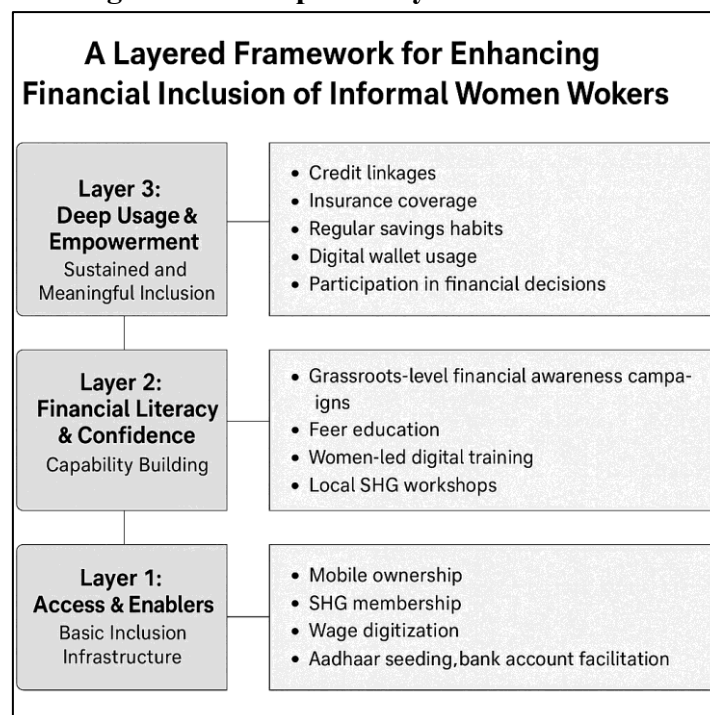 A Layered Framework for Enhancing
Financial Inclusion of Informal Women Wokers
Layer 3:
Deep Usage &
Empowerment
Sustained and
Meaningful Inclusion
• Credit linkages
• Insurance coverage
• Regular savings habits
• Digital wallet usage
• Participation in financial decisions
Layer 2:
Financial Literacy
& Confidence
Capability Building
• Grassroots-level financial awareness campa-
igns
• Feer education
• Women-led digital training
• Local SHG workshops
Layer 1:
Access & Enablers
Basic Inclusion
Infrastructure
• Mobile ownership
• SHG membership
• Wage digitization
• Aadhaar seeding,bank account facilitation